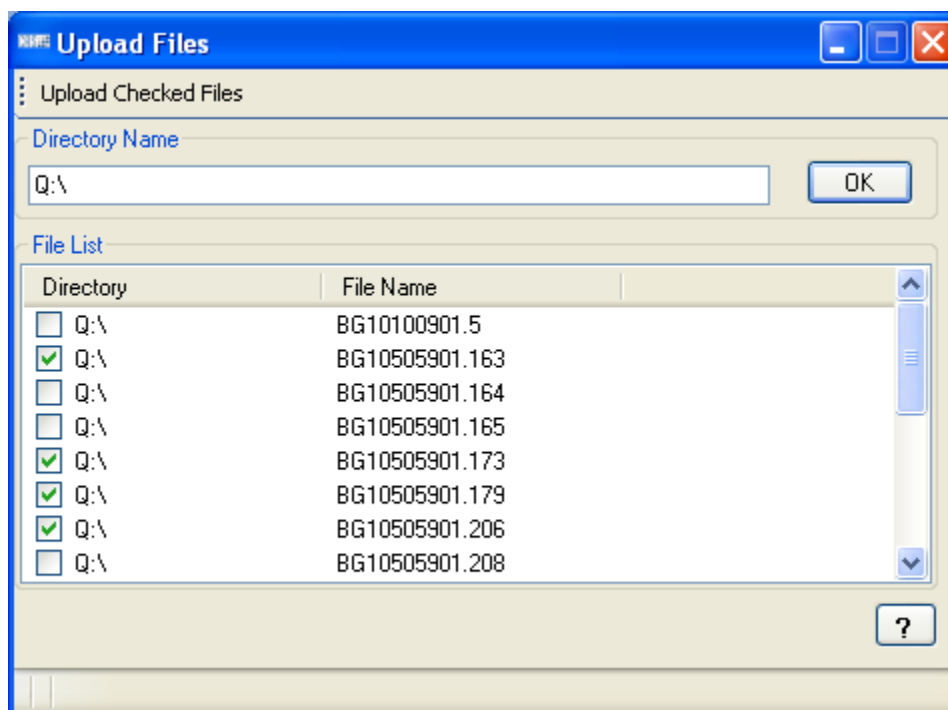 Upload Files
Upload Checked Files
Directory Name
Q:\
OK
File List
Directory File Name
Q:\ BG10100901.5
Q:\ BG10505901.163
Q:\ BG10505901.164
Q:\ BG10505901.165
Q:\ BG10505901.173
Q:\ BG10505901.179
Q:\ BG10505901.206
Q:\ BG10505901.208
?